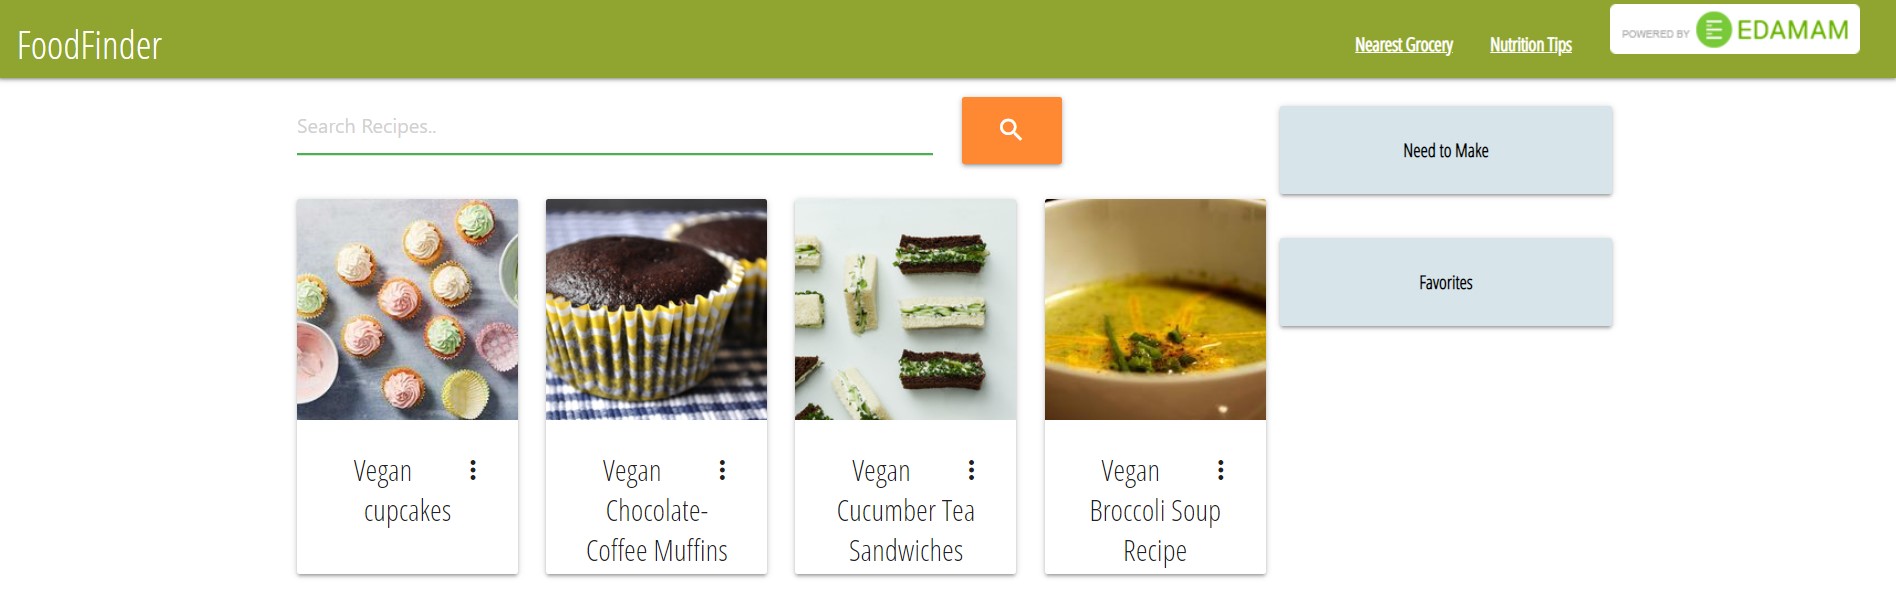 FoodFinder
Nearest Grocery
Nutrition Tips
POWERED BY EDAMAM
Search Recipes..
Need to Make
Favorites
Vegan
cupcakes
Vegan
Chocolate-
Coffee Muffins
Vegan
Cucumber Tea
Sandwiches
Vegan
Broccoli Soup
Recipe